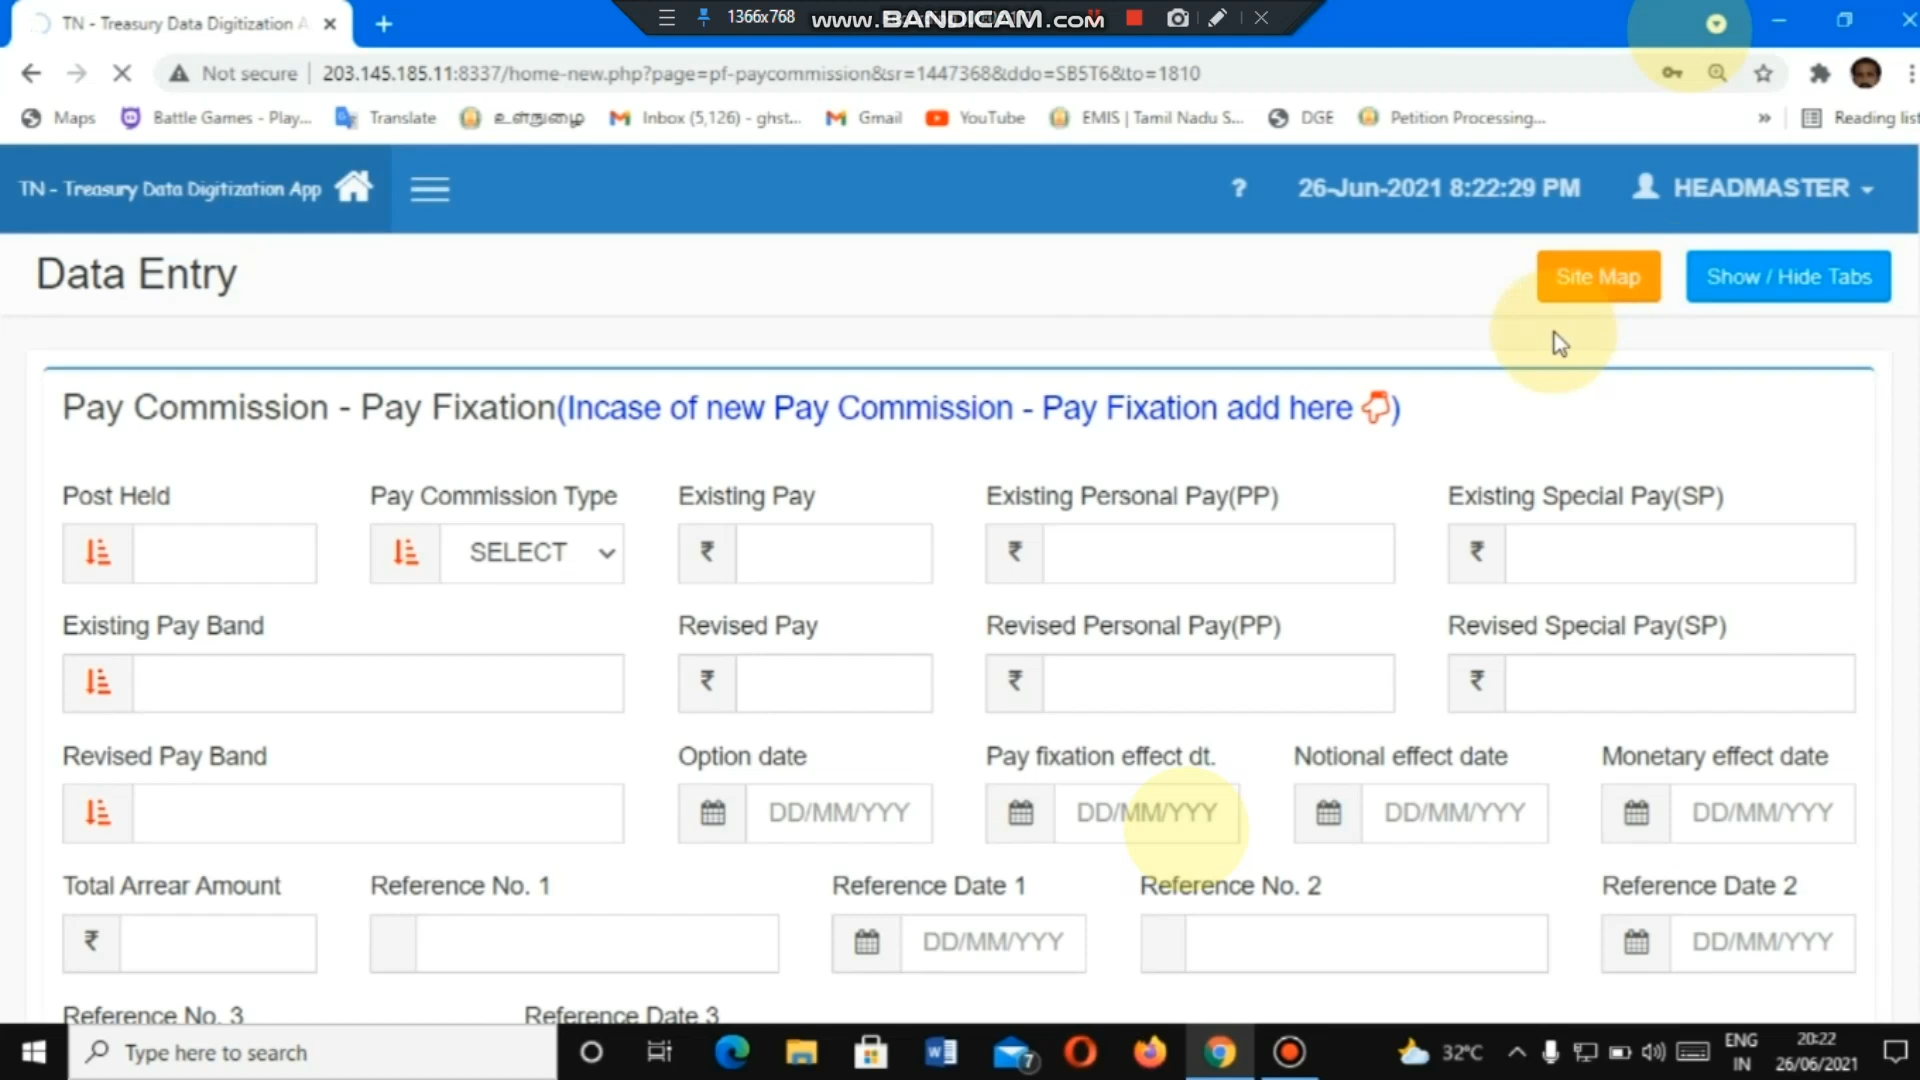 TN - Treasury Data Digitization A
1366x768
www.BANDICAM.com
Not secure
203.145.185.11:8337/home-new.php?page=pf-paycommission&sr=1447368&ddo=SB5T6&to=1810
Maps
Battle Games - Play...
Translate
உள்நுழைய
Inbox (5,126) - ghst...
Gmail
YouTube
EMIS | Tamil Nadu S...
DGE
Petition Processing...
»
Reading list
TN - Treasury Data Digitization App
?
26-Jun-2021 8:22:29 PM
HEADMASTER
Data Entry
Site Map
Show / Hide Tabs
Pay Commission - Pay Fixation(Incase of new Pay Commission - Pay Fixation add here )
Post Held
Pay Commission Type
Existing Pay
Existing Personal Pay(PP)
Existing Special Pay(SP)
SELECT
₹
₹
₹
Existing Pay Band
Revised Pay
Revised Personal Pay(PP)
Revised Special Pay(SP)
₹
₹
₹
Revised Pay Band
Option date
Pay fixation effect dt.
Notional effect date
Monetary effect date
DD/MM/YYY
DD/MM/YYY
DD/MM/YYY
DD/MM/YYY
Total Arrear Amount
Reference No. 1
Reference Date 1
Reference No. 2
Reference Date 2
₹
DD/MM/YYY
DD/MM/YYY
Reference No. 3
Reference Date 3
Type here to search
7
32°C
ENG
IN
20:22
26/06/2021